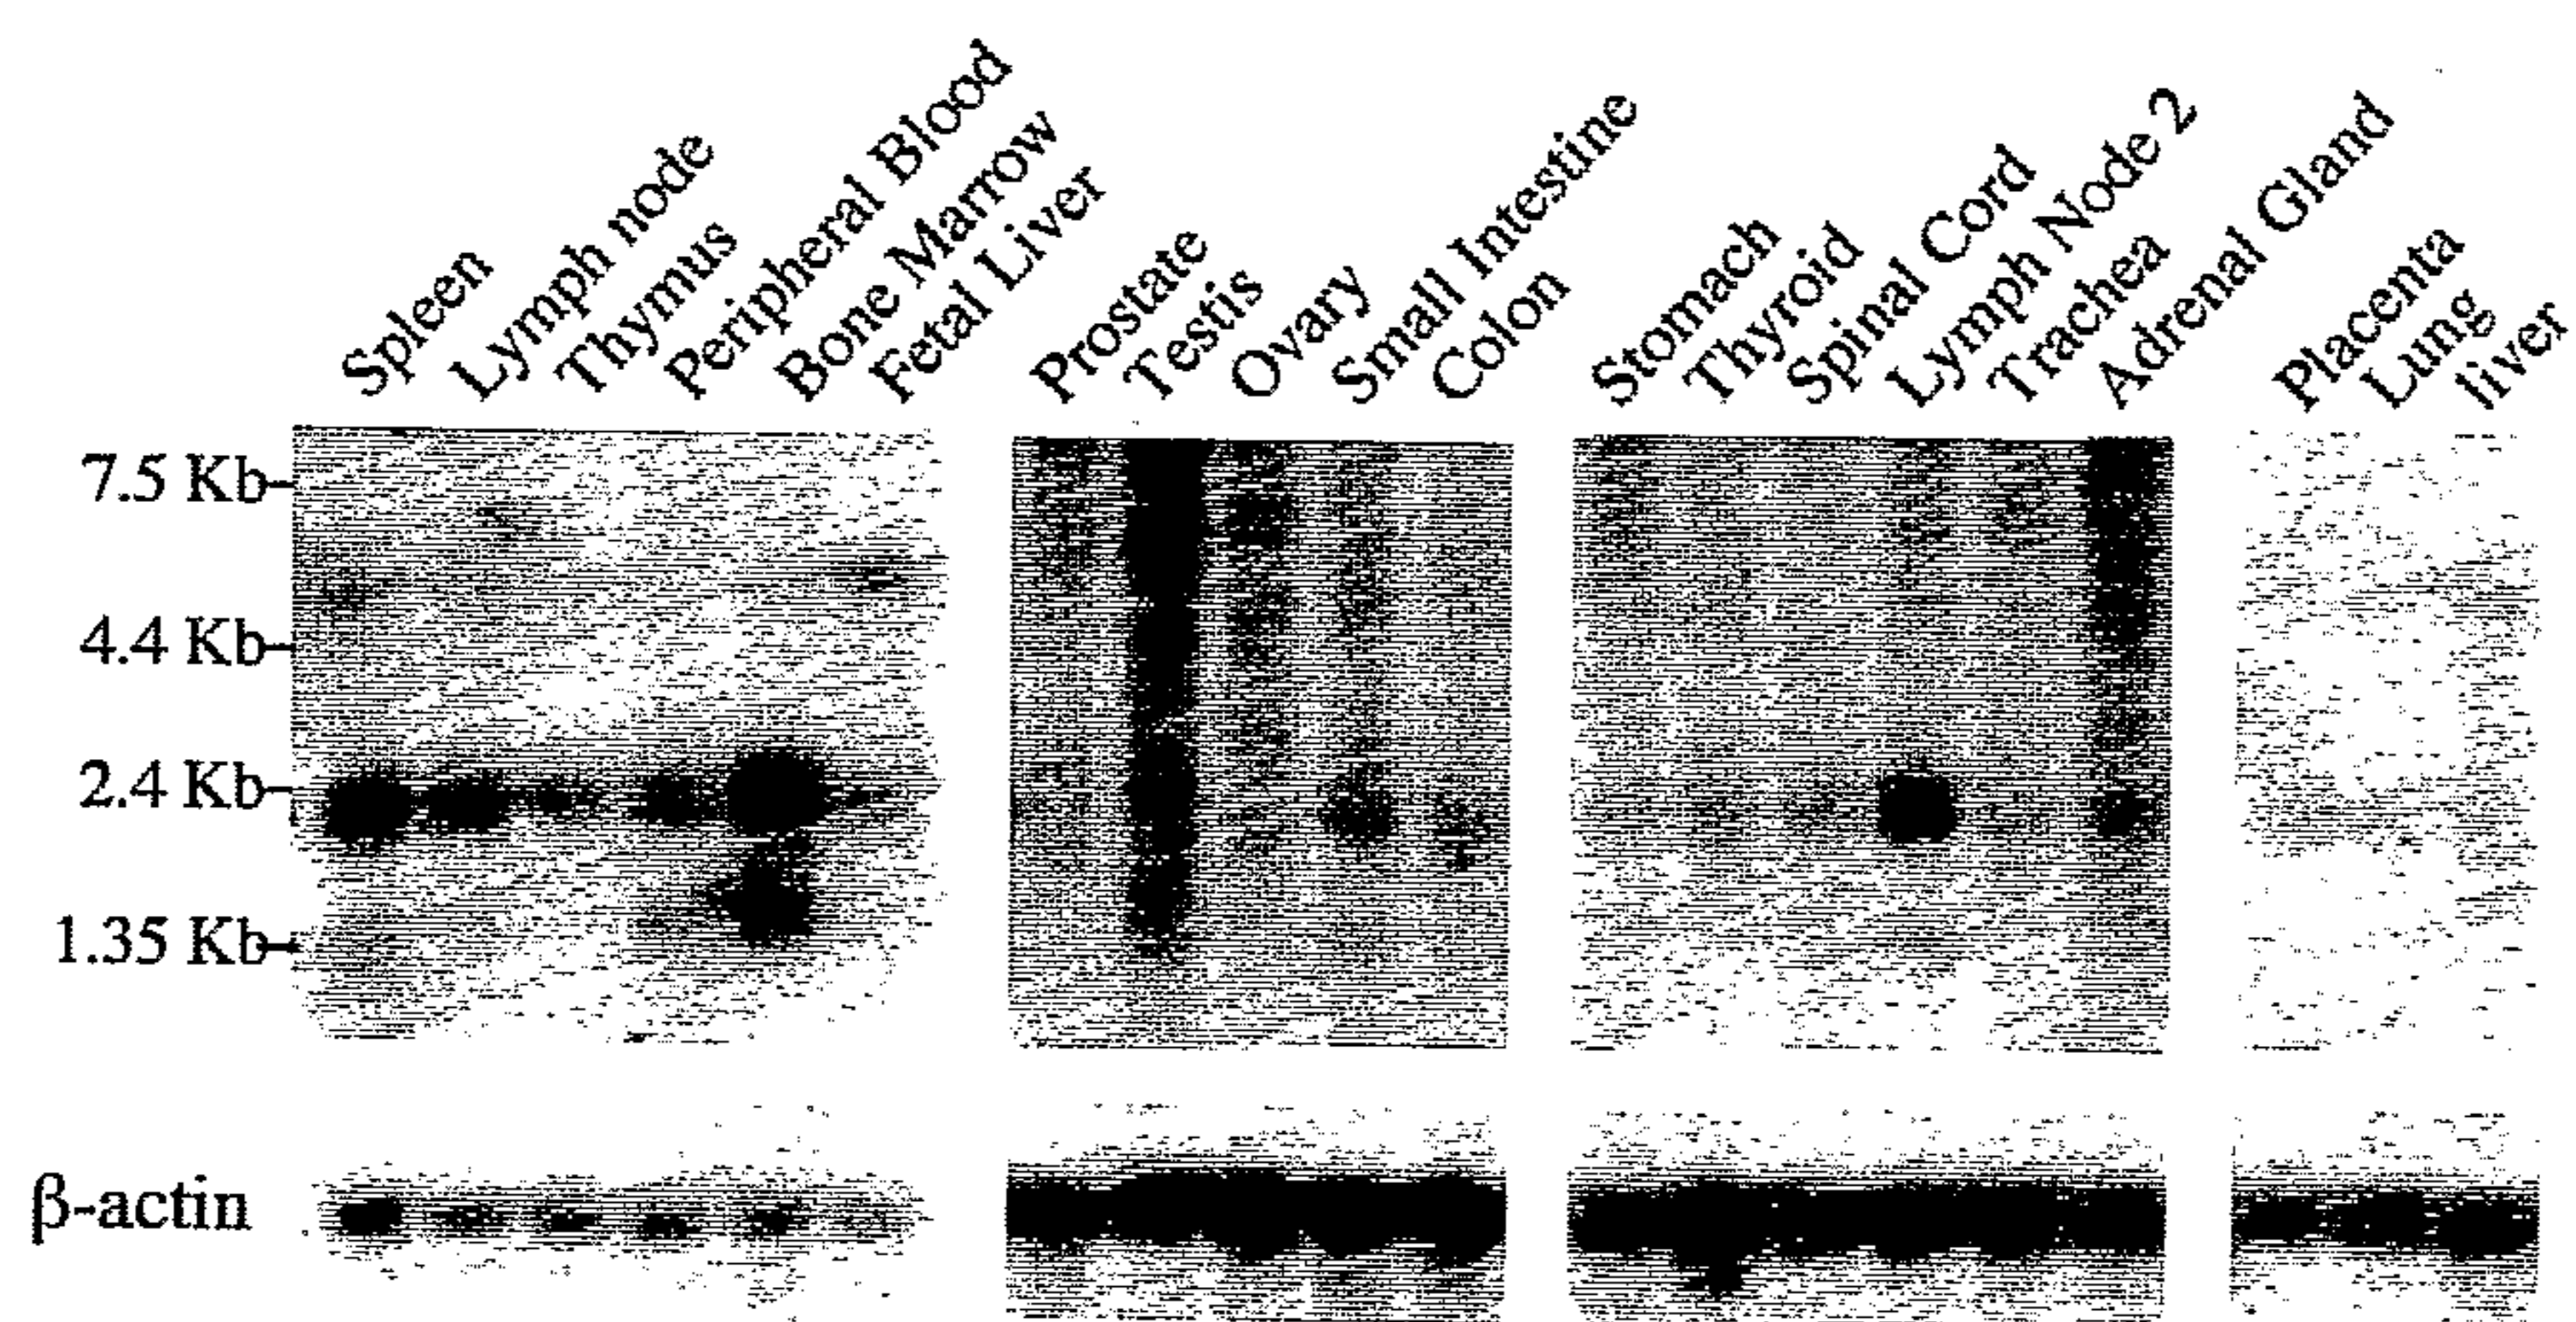 Spleen
Lymph node
Thymus
Peripheral Blood
Bone Marrow
Fetal Liver
Prostate
Testis
Ovary
Small Intestine
Colon
Stomach
Thyroid
Spinal Cord
Lymph Node 2
Trachea
Adrenal Gland
Placenta
Lung
liver
7.5 Kb
4.4 Kb
2.4 Kb
1.35 Kb
β-actin